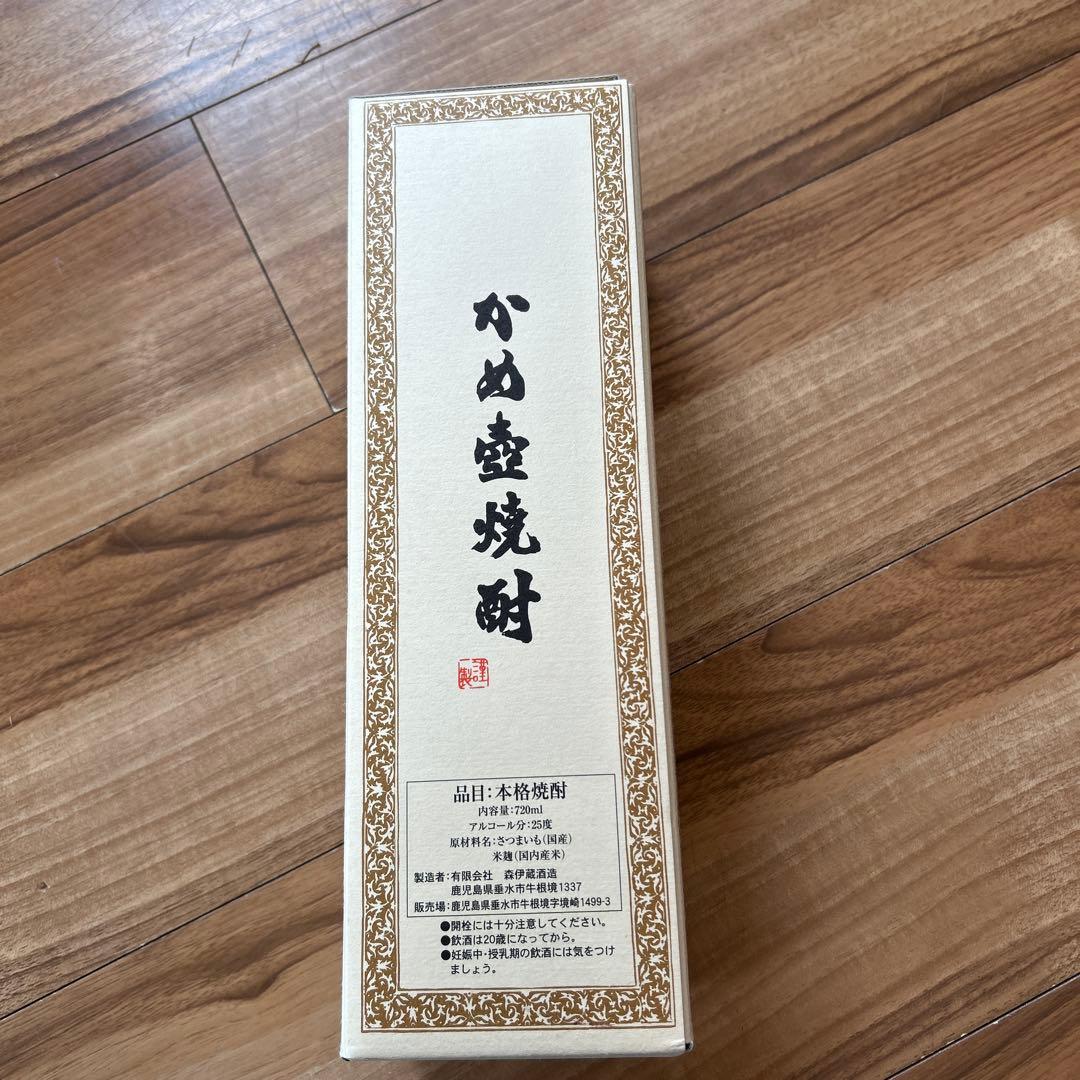 かめ壺焼酎
謹製
品目:本格焼酎
内容量:720ml
アルコール分:25度
原材料名:さつまいも(国産)
米麹(国内産米)
製造者:有限会社 森伊蔵酒造
鹿児島県垂水市牛根境1337
販売場:鹿児島県垂水市牛根境字境崎1499-3
●開栓には十分注意してください。
●飲酒は20歳になってから。
●妊娠中・授乳期の飲酒には気をつけ
ましょう。